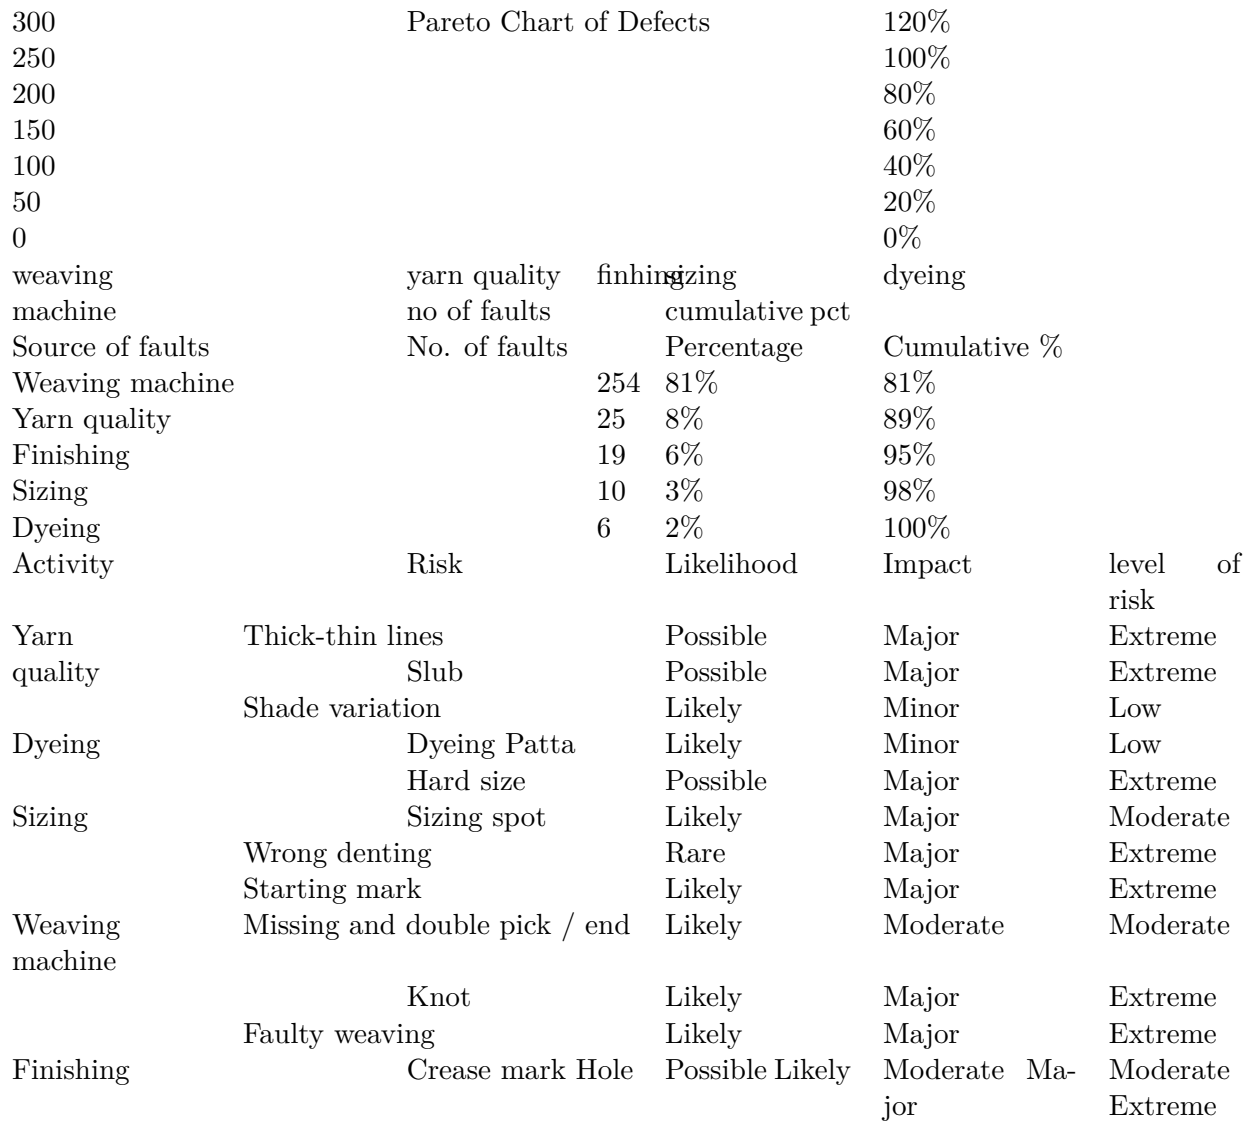 300 Pareto Chart of Defects 120%
250 100%
200 80%
150 60%
100 40%
50 20%
0 0%
weaving yarn quality finhing sizing dyeing
machine no of faults cumulative pct
Source of faults No. of faults Percentage Cumulative %
Weaving machine 254 81% 81%
Yarn quality 25 8% 89%
Finishing 19 6% 95%
Sizing 10 3% 98%
Dyeing 6 2% 100%
Activity Risk Likelihood Impact level of
risk
Yarn Thick-thin lines Possible Major Extreme
quality Slub Possible Major Extreme
Shade variation Likely Minor Low
Dyeing Dyeing Patta Likely Minor Low
Hard size Possible Major Extreme
Sizing Sizing spot Likely Major Moderate
Wrong denting Rare Major Extreme
Starting mark Likely Major Extreme
Weaving Missing and double pick / end Likely Moderate Moderate
machine
Knot Likely Major Extreme
Faulty weaving Likely Major Extreme
Finishing Crease mark Hole Possible Likely Moderate Ma- Moderate
jor Extreme